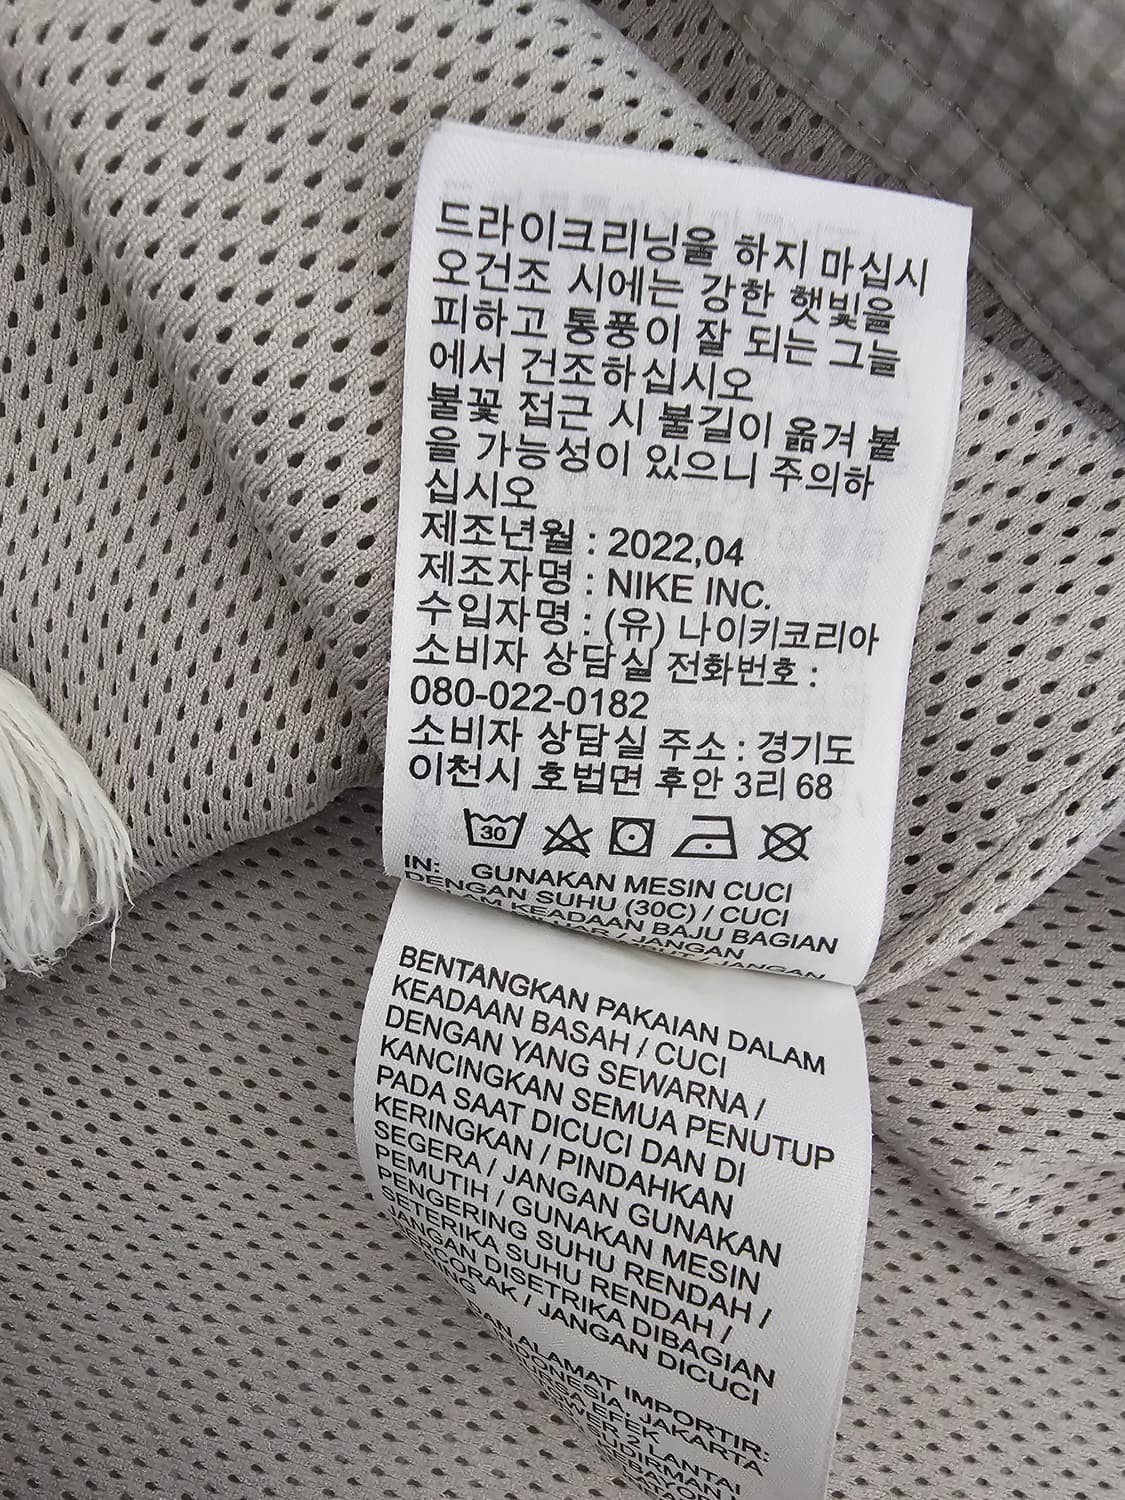 드라이크리닝을 하지 마십시
오건조 시에는 강한 햇빛을
피하고 통풍이 잘 되는 그늘
에서 건조하십시오
불꽃 접근 시 불길이 옮겨 붙
을 가능성이 있으니 주의하
십시오
제조년월 : 2022,04
제조자명 : NIKE INC.
수입자명 : (유) 나이키코리아
소비자 상담실 전화번호 :
080-022-0182
소비자 상담실 주소 : 경기도
이천시 호법면 후안 3리 68
30
IN: GUNAKAN MESIN CUCI
DENGAN SUHU (30C) / CUCI
KEADAAN BAJU BAGIAN
/ JANGAN
/ JANGAN
BENTANGKAN PAKAIAN DALAM
KEADAAN BASAH / CUCI
DENGAN YANG SEWARNA /
KANCINGKAN SEMUA PENUTUP
PADA SAAT DICUCI DAN DI
KERINGKAN / PINDAHKAN
SEGERA / JANGAN GUNAKAN
PEMUTIH / GUNAKAN MESIN
PENGERING SUHU RENDAH /
SETERIKA SUHU RENDAH /
JANGAN DISETRIKA DIBAGIAN
BERCORAK / JANGAN DICUCI
DAN ALAMAT IMPORTIR:
INDONESIA, JAKARTA
EFEK
2 LANTAI
SUDIRMAN